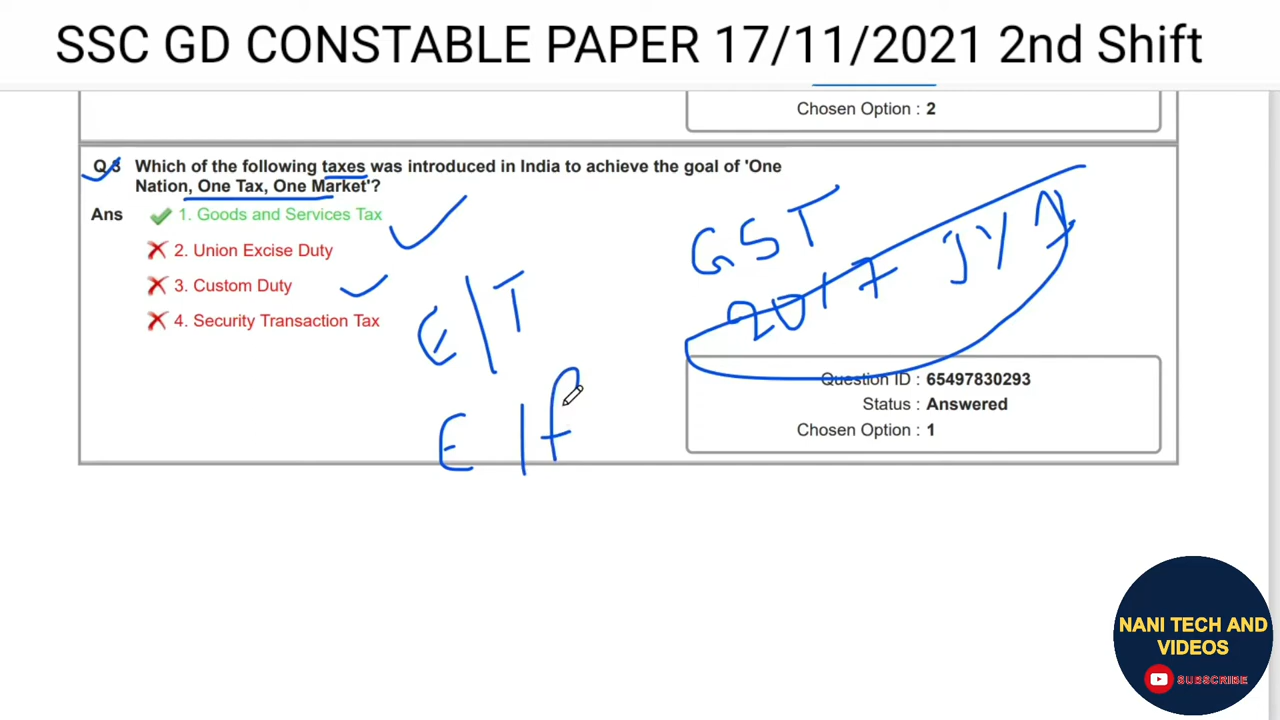 SSC GD CONSTABLE PAPER 17/11/2021 2nd Shift
Chosen Option : 2
Q.3 Which of the following taxes was introduced in India to achieve the goal of 'One
Nation, One Tax, One Market'?
Ans 1. Goods and Services Tax
2. Union Excise Duty
3. Custom Duty
4. Security Transaction Tax
GST
2017
E/T
E/f
Question ID : 65497830293
Status : Answered
Chosen Option : 1
NANI TECH AND
VIDEOS
SUBSCRIBE